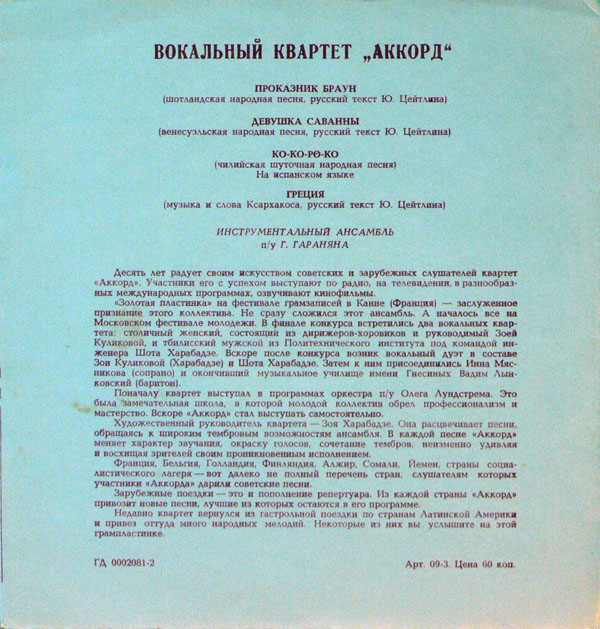 ВОКАЛЬНЫЙ КВАРТЕТ „АККОРД“
ПРОКАЗНИК БРАУН
(шотландская народная песня, русский текст Ю. Цейтлина)
ДЕВУШКА САВАННЫ
(венесуэльская народная песня, русский текст Ю. Цейтлина)
КО-КО-РО-КО
(чилийская шуточная народная песня)
На испанском языке
ГРЕЦИЯ
(музыка и слова Ксархакоса, русский текст Ю. Цейтлина)
ИНСТРУМЕНТАЛЬНЫЙ АНСАМБЛЬ
п/у Г. ГАРАНЯНА
Десять лет радует своим искусством советских и зарубежных слушателей квартет
«Аккорд». Участники его с успехом выступают по радио, на телевидении, в разнообраз-
ных международных программах, озвучивают кинофильмы.
«Золотая пластинка» на фестивале грамзаписей в Канне (Франция) — заслуженное
признание этого коллектива. Не сразу сложился этот ансамбль. А началось все на
Московском фестивале молодежи. В финале конкурса встретились два вокальных квар-
тета: столичный женский, состоящий из дирижеров-хоровиков и руководимый Зоей
Куликовой, и тбилисский мужской из Политехнического института под командой ин-
женера Шота Харабадзе. Вскоре после конкурса возник вокальный дуэт в составе
Зои Куликовой (Харабадзе) и Шота Харабадзе. Затем к ним присоединились Инна Мяс-
никова (сопрано) и окончивший музыкальное училище имени Гнесиных Вадим Лын-
ковский (баритон).
Поначалу квартет выступал в программах оркестра п/у Олега Лундстрема. Это
была замечательная школа, в которой молодой коллектив обрел профессионализм и
мастерство. Вскоре «Аккорд» стал выступать самостоятельно.
Художественный руководитель квартета — Зоя Харабадзе. Она расцвечивает песни,
обращаясь к широким тембровым возможностям ансамбля. В каждой песне «Аккорд»
меняет характер звучания, окраску голосов, сочетание тембров, неизменно удивляя
и восхищая зрителей своим проникновенным исполнением.
Франция, Бельгия, Голландия, Финляндия, Алжир, Сомали, Йемен, страны социа-
листического лагеря — вот далеко не полный перечень стран, слушателям которых
участники «Аккорда» дарили советские песни.
Зарубежные поездки — это и пополнение репертуара. Из каждой страны «Аккорд»
привозит новые песни, лучшие из которых остаются в его программе.
Недавно квартет вернулся из гастрольной поездки по странам Латинской Америки
и привез оттуда много народных мелодий. Некоторые из них вы услышите на этой
грампластинке.
ГД 0002081-2
Арт. 09-3. Цена 60 коп.